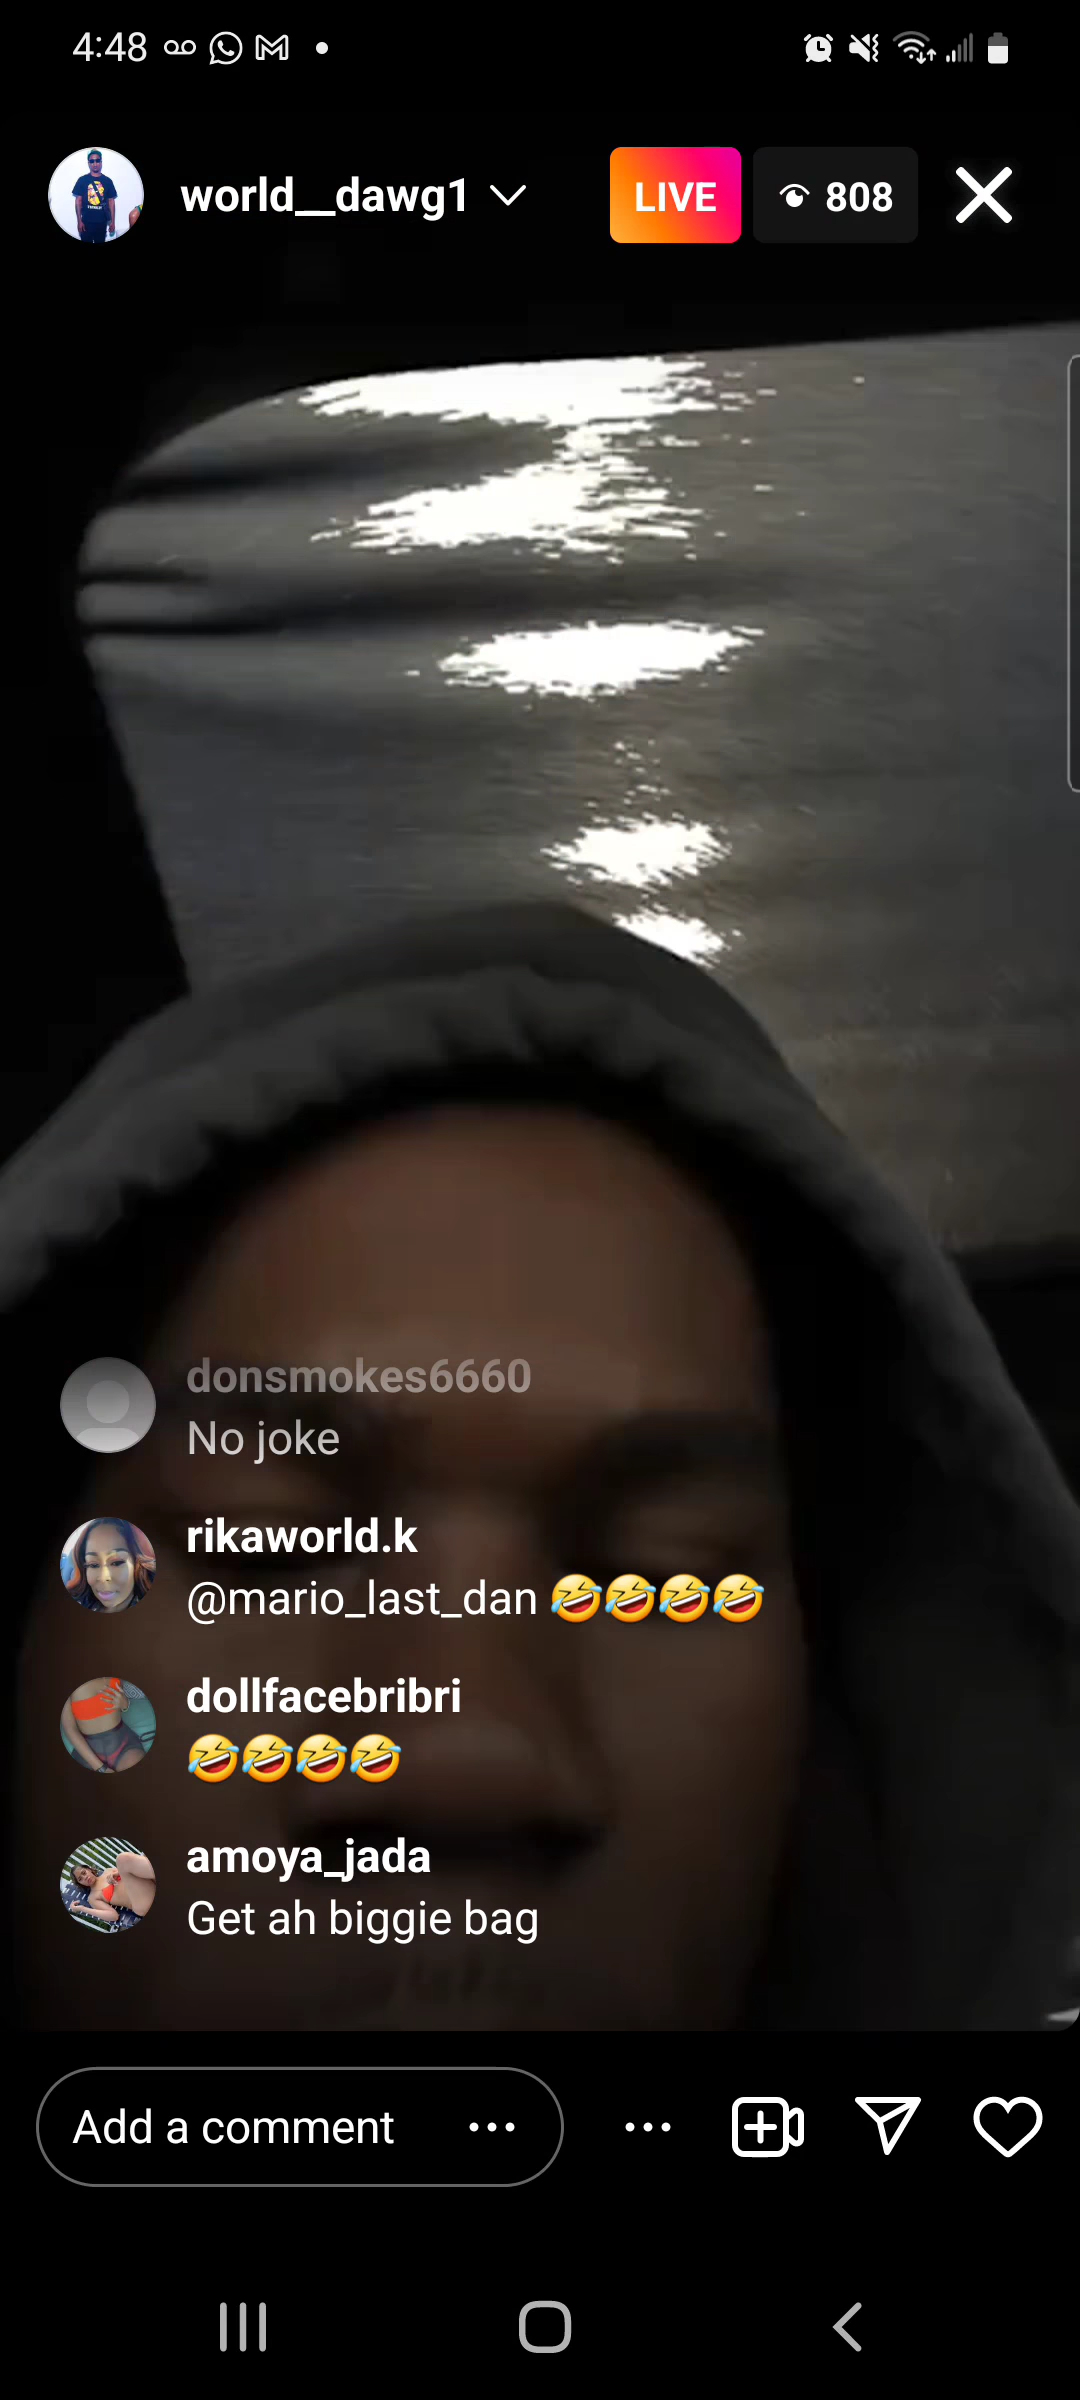 4:48
world__dawg1
LIVE
808
donsmokes6660
No joke
rikaworld.k
@mario_last_dan 🤣🤣🤣🤣
dollfacebribri
🤣🤣🤣🤣
amoya_jada
Get ah biggie bag
Add a comment